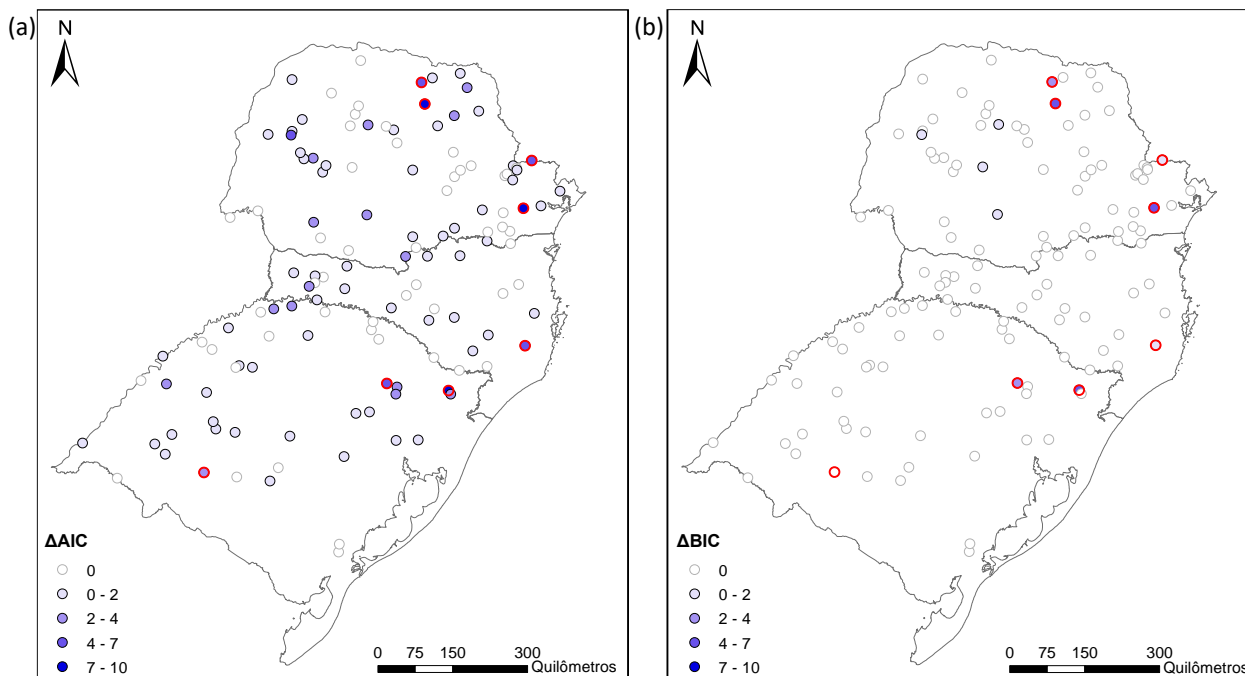 (a)
N
ΔAIC
0
0 - 2
2 - 4
4 - 7
7 - 10
0 75 150 300
Quilômetros
(b)
N
ΔBIC
0
0 - 2
2 - 4
4 - 7
7 - 10
0 75 150 300
Quilômetros